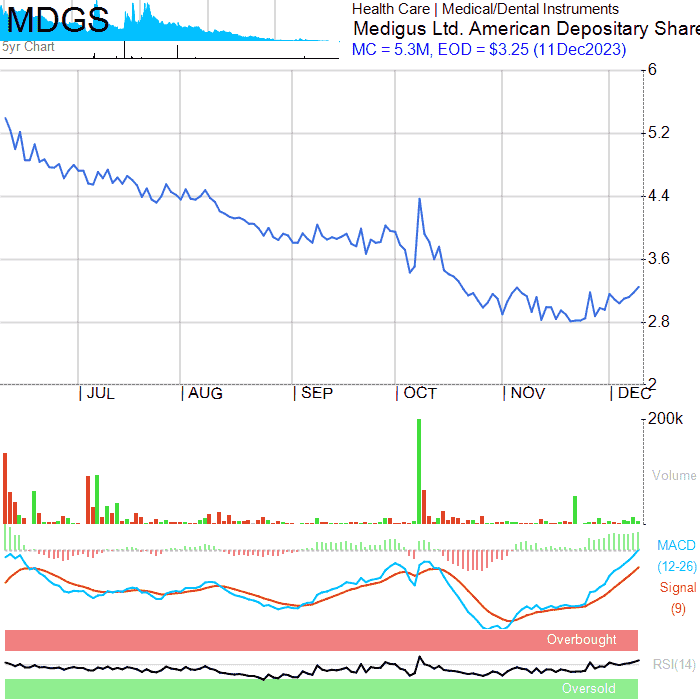 MDGS
5yr Chart
Health Care | Medical/Dental Instruments
Medigus Ltd. American Depositary Share
MC = 5.3M, EOD = $3.25 (11Dec2023)
6
5.2
4.4
3.6
2.8
2
JUL AUG SEP OCT NOV DEC
200k
Volume
MACD
(12-26)
Signal
(9)
Overbought
RSI(14)
Oversold